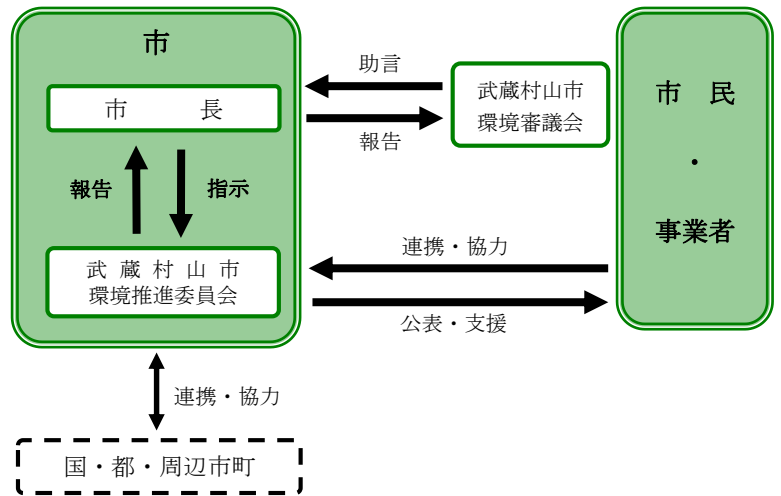 市
市長
報告
指示
武蔵村山市
環境推進委員会
助言
報告
武蔵村山市
環境審議会
市民
・
事業者
連携・協力
公表・支援
連携・協力
国・都・周辺市町